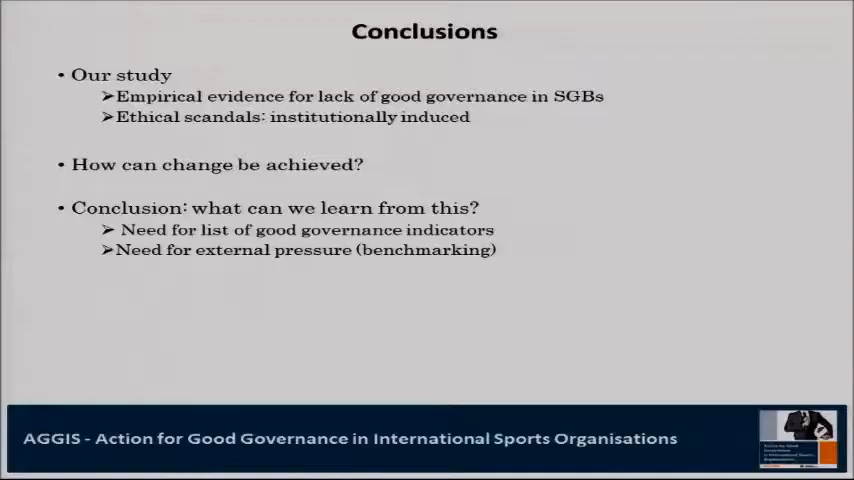 Conclusions
• Our study
➢Empirical evidence for lack of good governance in SGBs
➢Ethical scandals: institutionally induced
• How can change be achieved?
• Conclusion: what can we learn from this?
➢ Need for list of good governance indicators
➢Need for external pressure (benchmarking)
AGGIS - Action for Good Governance in International Sports Organisations